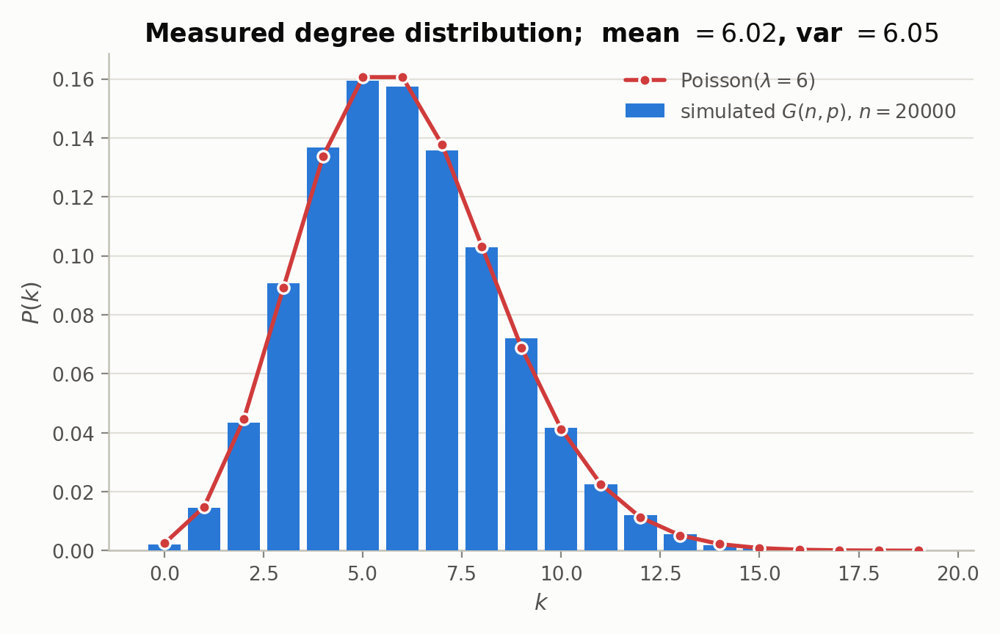 Measured degree distribution;  mean = 6.02, var = 6.05
Poisson(λ = 6)
simulated G(n, p), n = 20000
P(k)
0.16
0.14
0.12
0.10
0.08
0.06
0.04
0.02
0.00
0.0 2.5 5.0 7.5 10.0 12.5 15.0 17.5 20.0
k